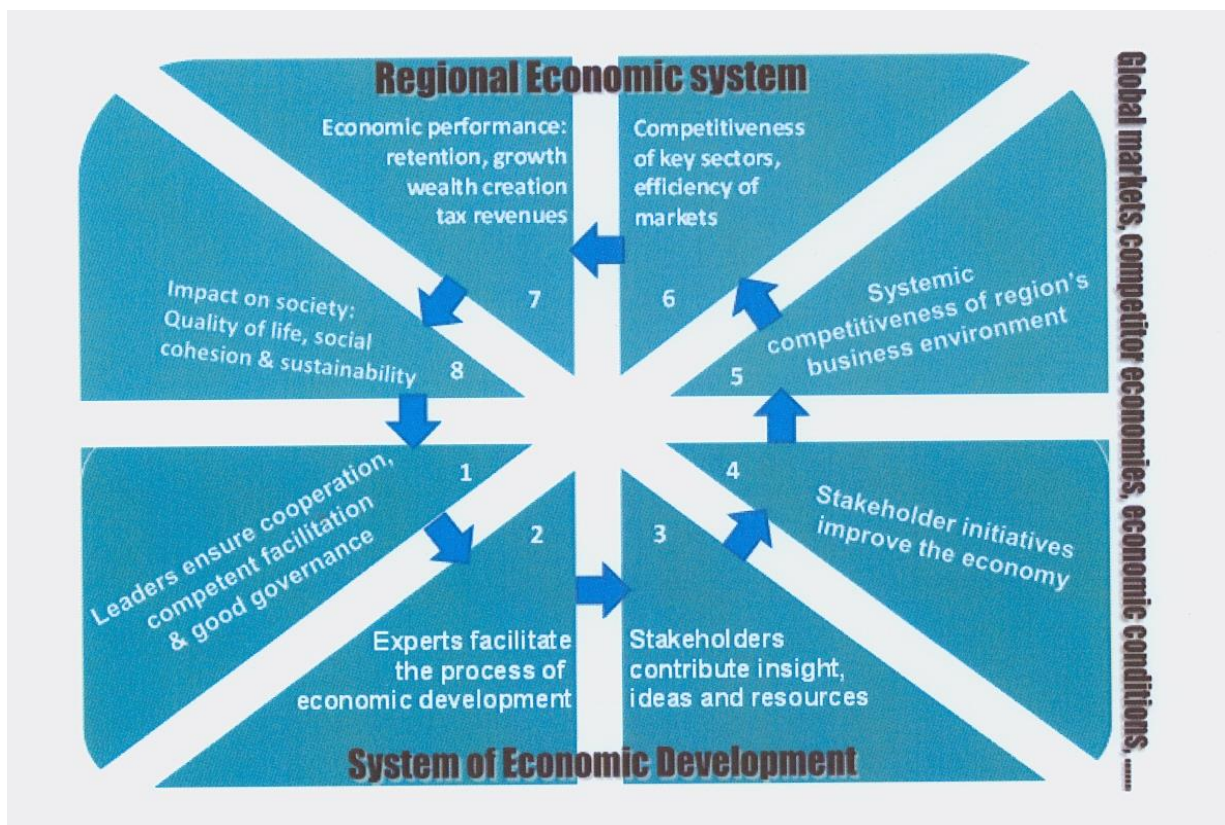 Regional Economic system
Economic performance:
retention, growth
wealth creation
tax revenues
7
Competitiveness
of key sectors,
efficiency of
markets
6
Impact on society:
Quality of life, social
cohesion & sustainability
8
Systemic
competitiveness of region's
business environment
5
1
Leaders ensure cooperation,
competent facilitation
& good governance
2
Experts facilitate
the process of
economic development
3
Stakeholders
contribute insight,
ideas and resources
4
Stakeholder initiatives
improve the economy
System of Economic Development
Global markets, competitor economies, economic conditions, .....